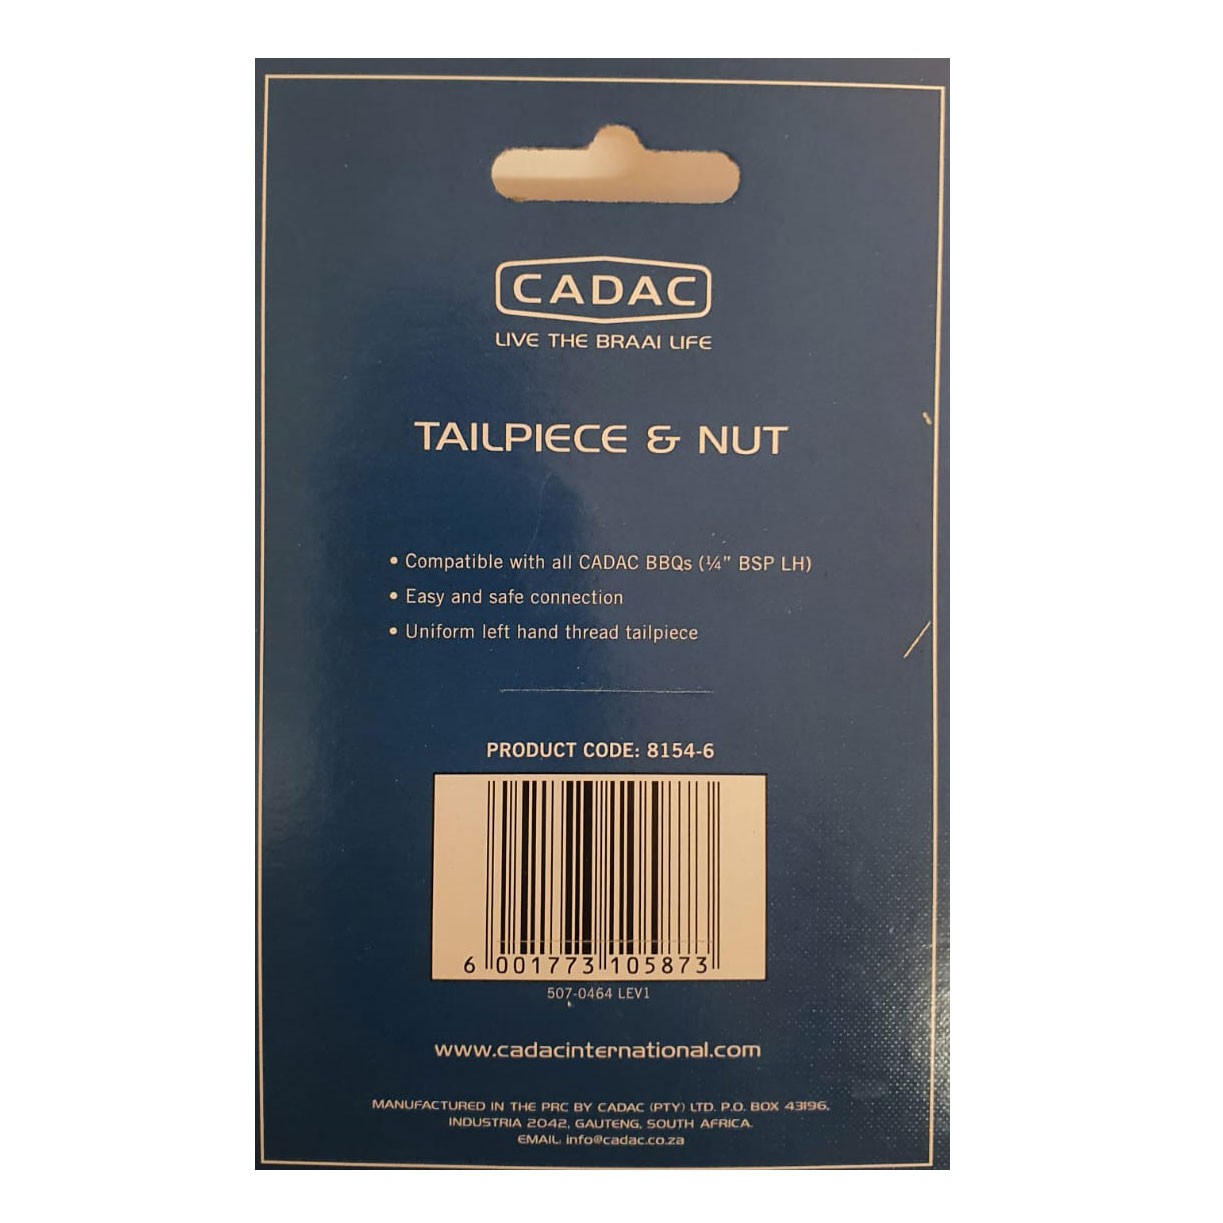 CADAC
LIVE THE BRAAI LIFE
TAILPIECE & NUT
• Compatible with all CADAC BBQs (¼" BSP LH)
• Easy and safe connection
• Uniform left hand thread tailpiece
PRODUCT CODE: 8154-6
6 001773 105873
507-0464 LEV1
www.cadacinternational.com
MANUFACTURED IN THE PRC BY CADAC (PTY) LTD. P.O. BOX 43196,
INDUSTRIA 2042, GAUTENG, SOUTH AFRICA.
EMAIL: info@cadac.co.za